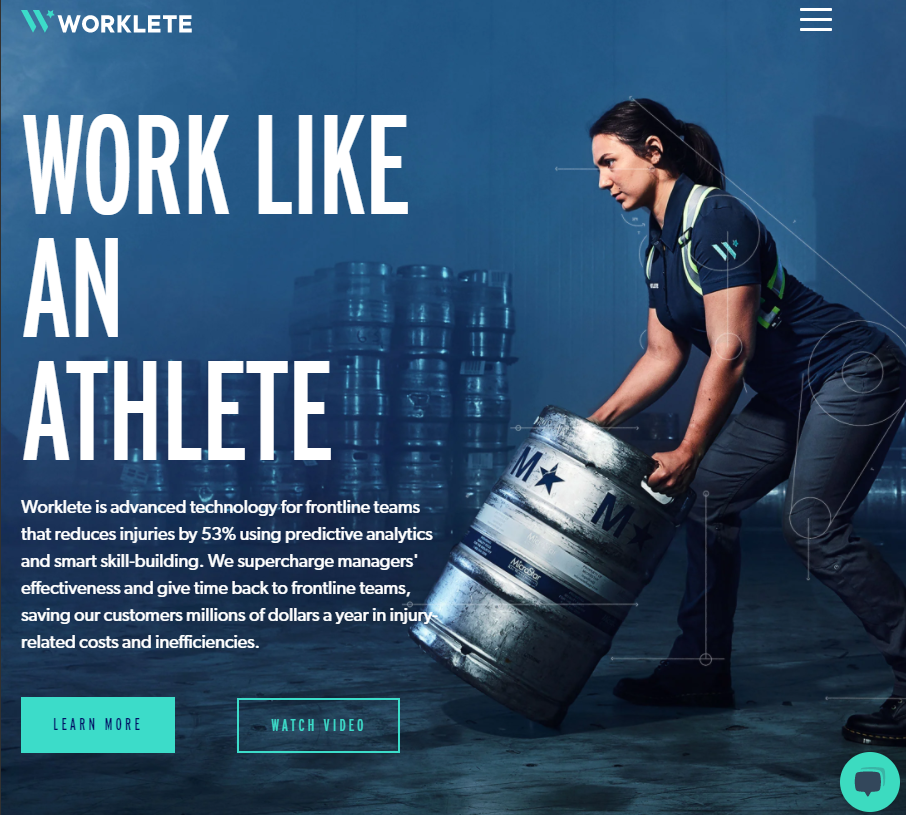 WORKLETE
WORK LIKE
AN
ATHLETE
Worklete is advanced technology for frontline teams
that reduces injuries by 53% using predictive analytics
and smart skill-building. We supercharge managers'
effectiveness and give time back to frontline teams,
saving our customers millions of dollars a year in injury
related costs and inefficiencies.
LEARN MORE
WATCH VIDEO
M★
M★
MicroStar